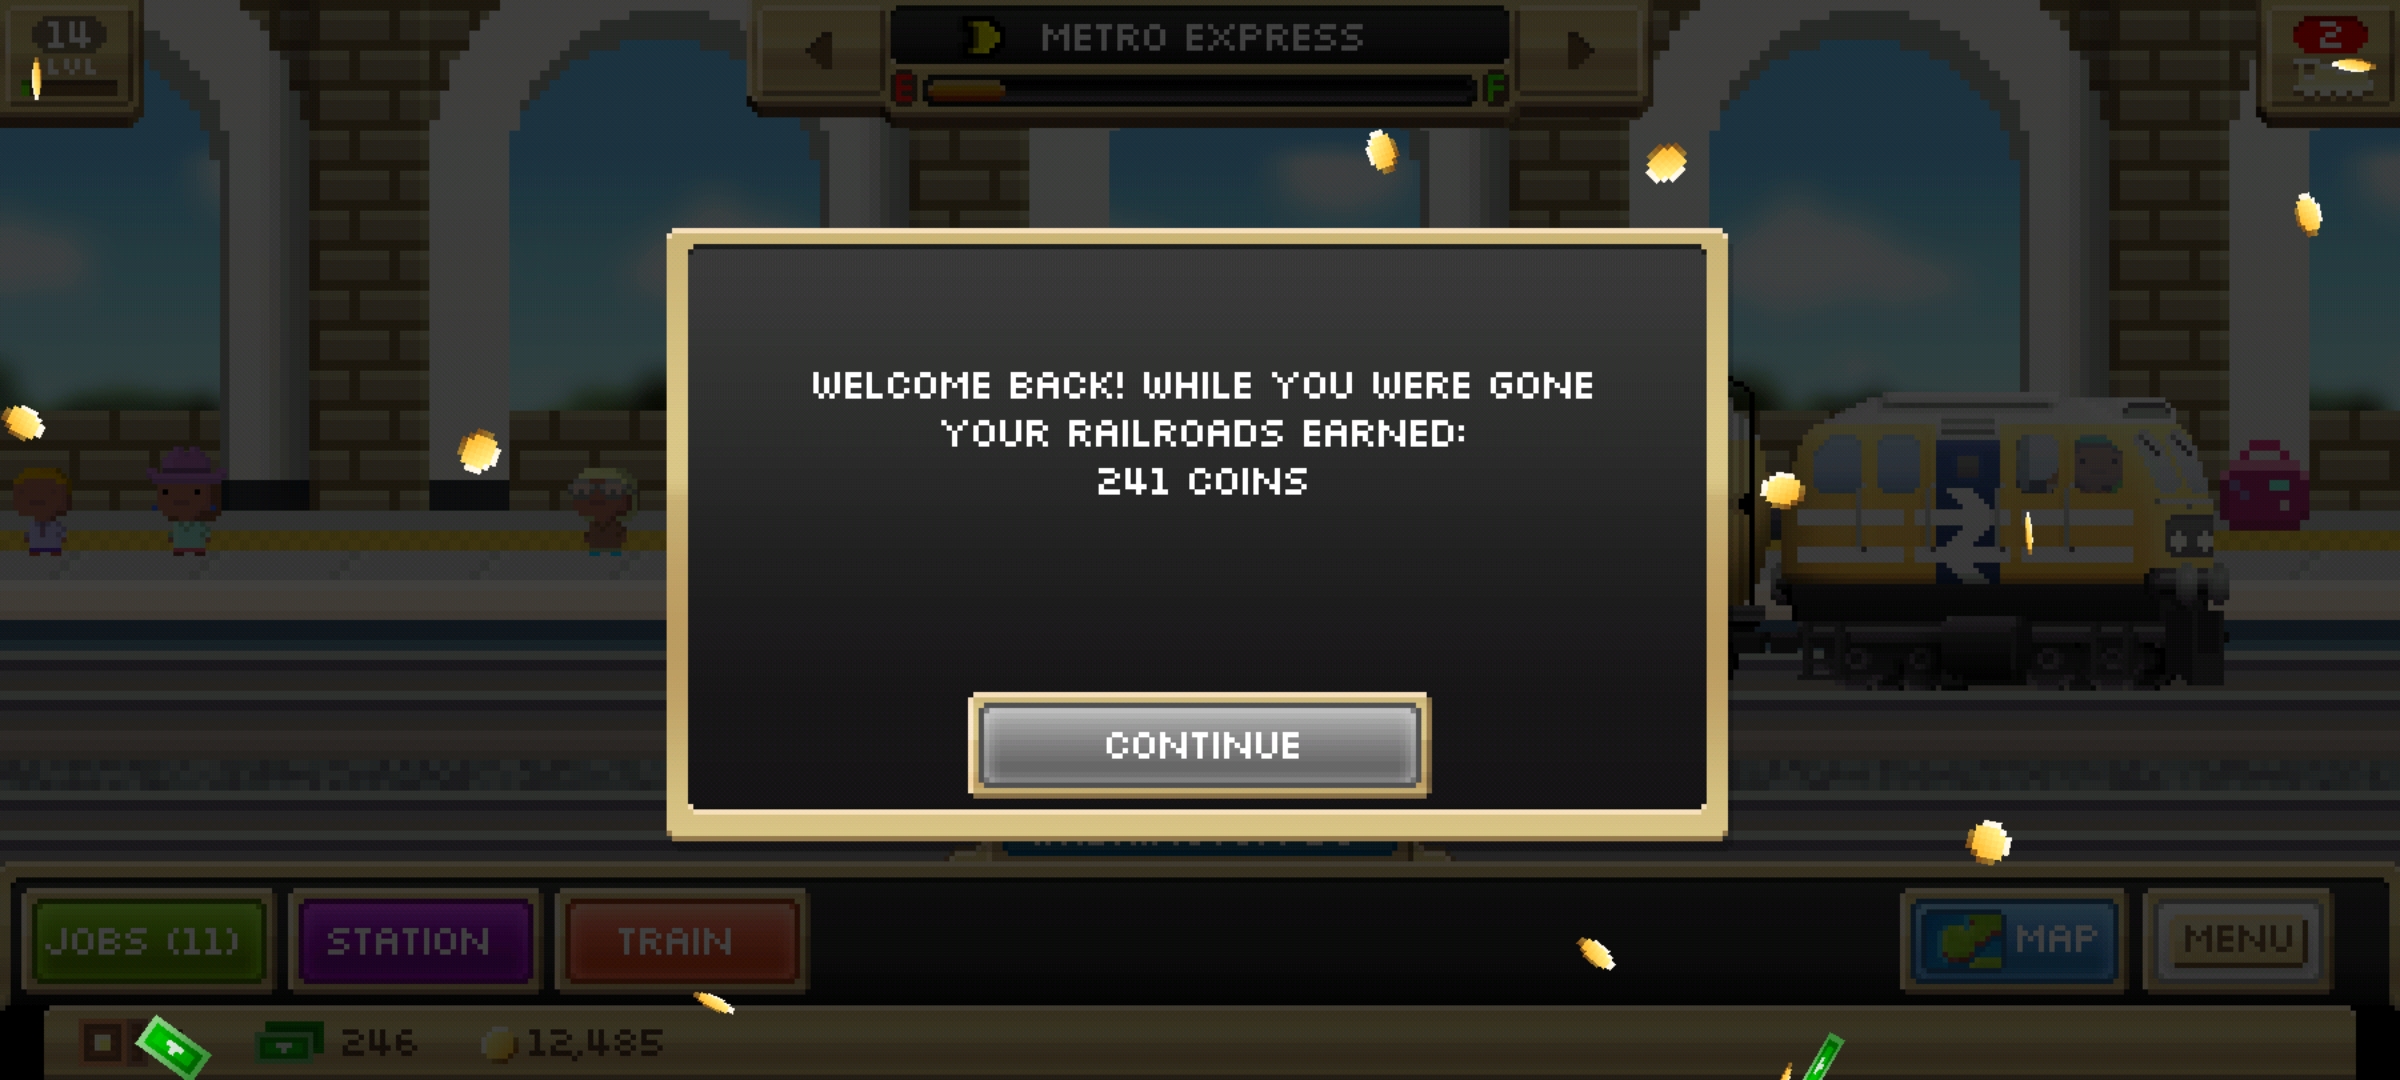 14
LVL
METRO EXPRESS
E F
2
WELCOME BACK! WHILE YOU WERE GONE
YOUR RAILROADS EARNED:
241 COINS
CONTINUE
JOBS (11) STATION TRAIN MAP MENU
246 12,485